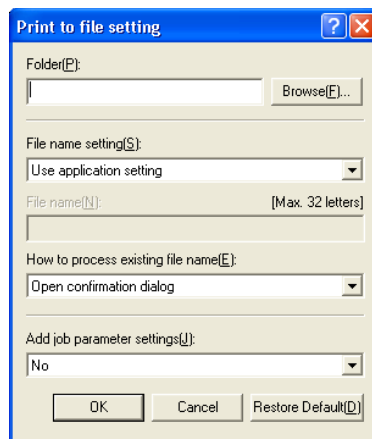 Print to file setting
Folder(P):
Browse(F)...
File name setting(S):
Use application setting
File name(N): [Max. 32 letters]
How to process existing file name(E):
Open confirmation dialog
Add job parameter settings(J):
No
OK Cancel Restore Default(D)